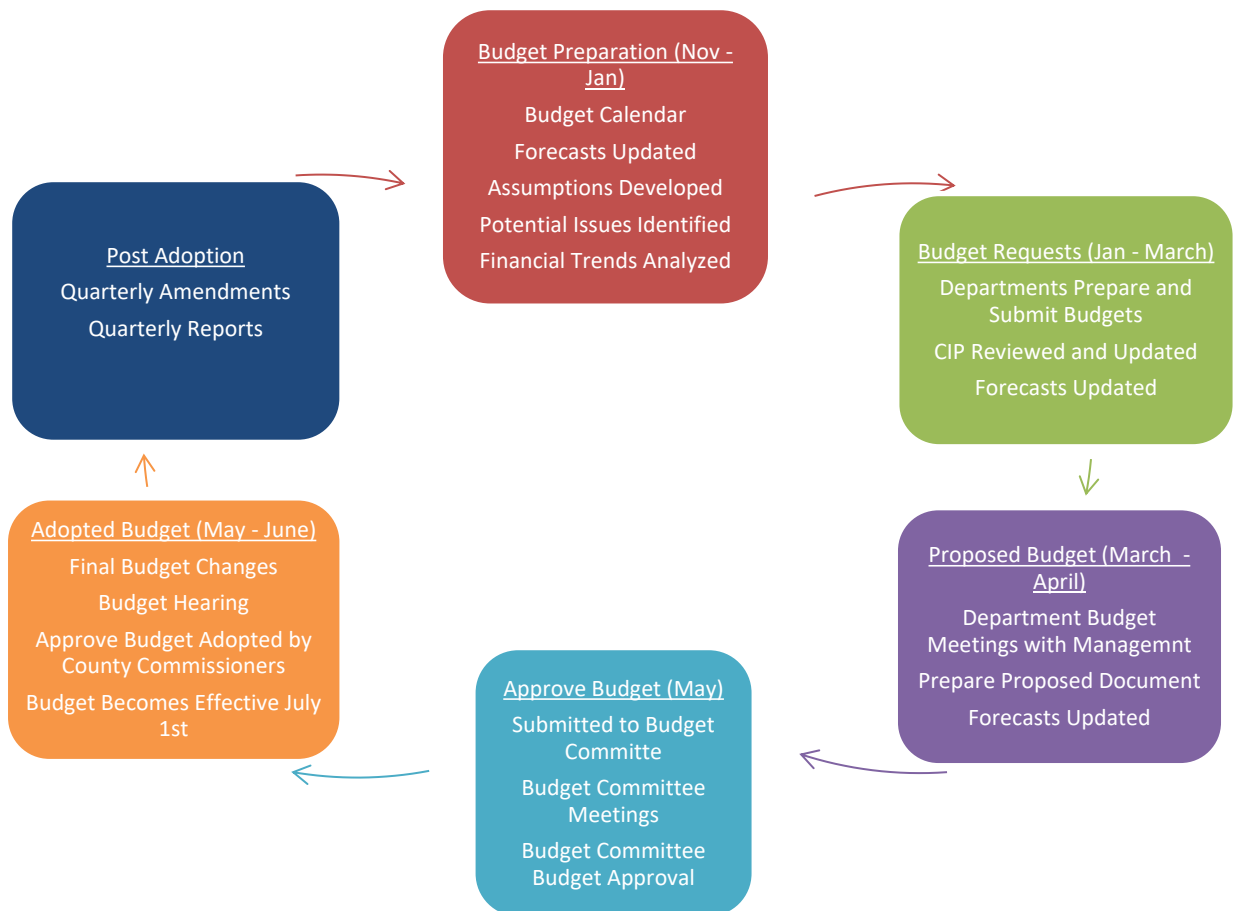 Budget Preparation (Nov -
Jan)
Budget Calendar
Forecasts Updated
Assumptions Developed
Potential Issues Identified
Financial Trends Analyzed
Budget Requests (Jan - March)
Departments Prepare and
Submit Budgets
CIP Reviewed and Updated
Forecasts Updated
Proposed Budget (March  -
April)
Department Budget
Meetings with Managemnt
Prepare Proposed Document
Forecasts Updated
Approve Budget (May)
Submitted to Budget
Committe
Budget Committee
Meetings
Budget Committee
Budget Approval
Adopted Budget (May - June)
Final Budget Changes
Budget Hearing
Approve Budget Adopted by
County Commissioners
Budget Becomes Effective July
1st
Post Adoption
Quarterly Amendments
Quarterly Reports